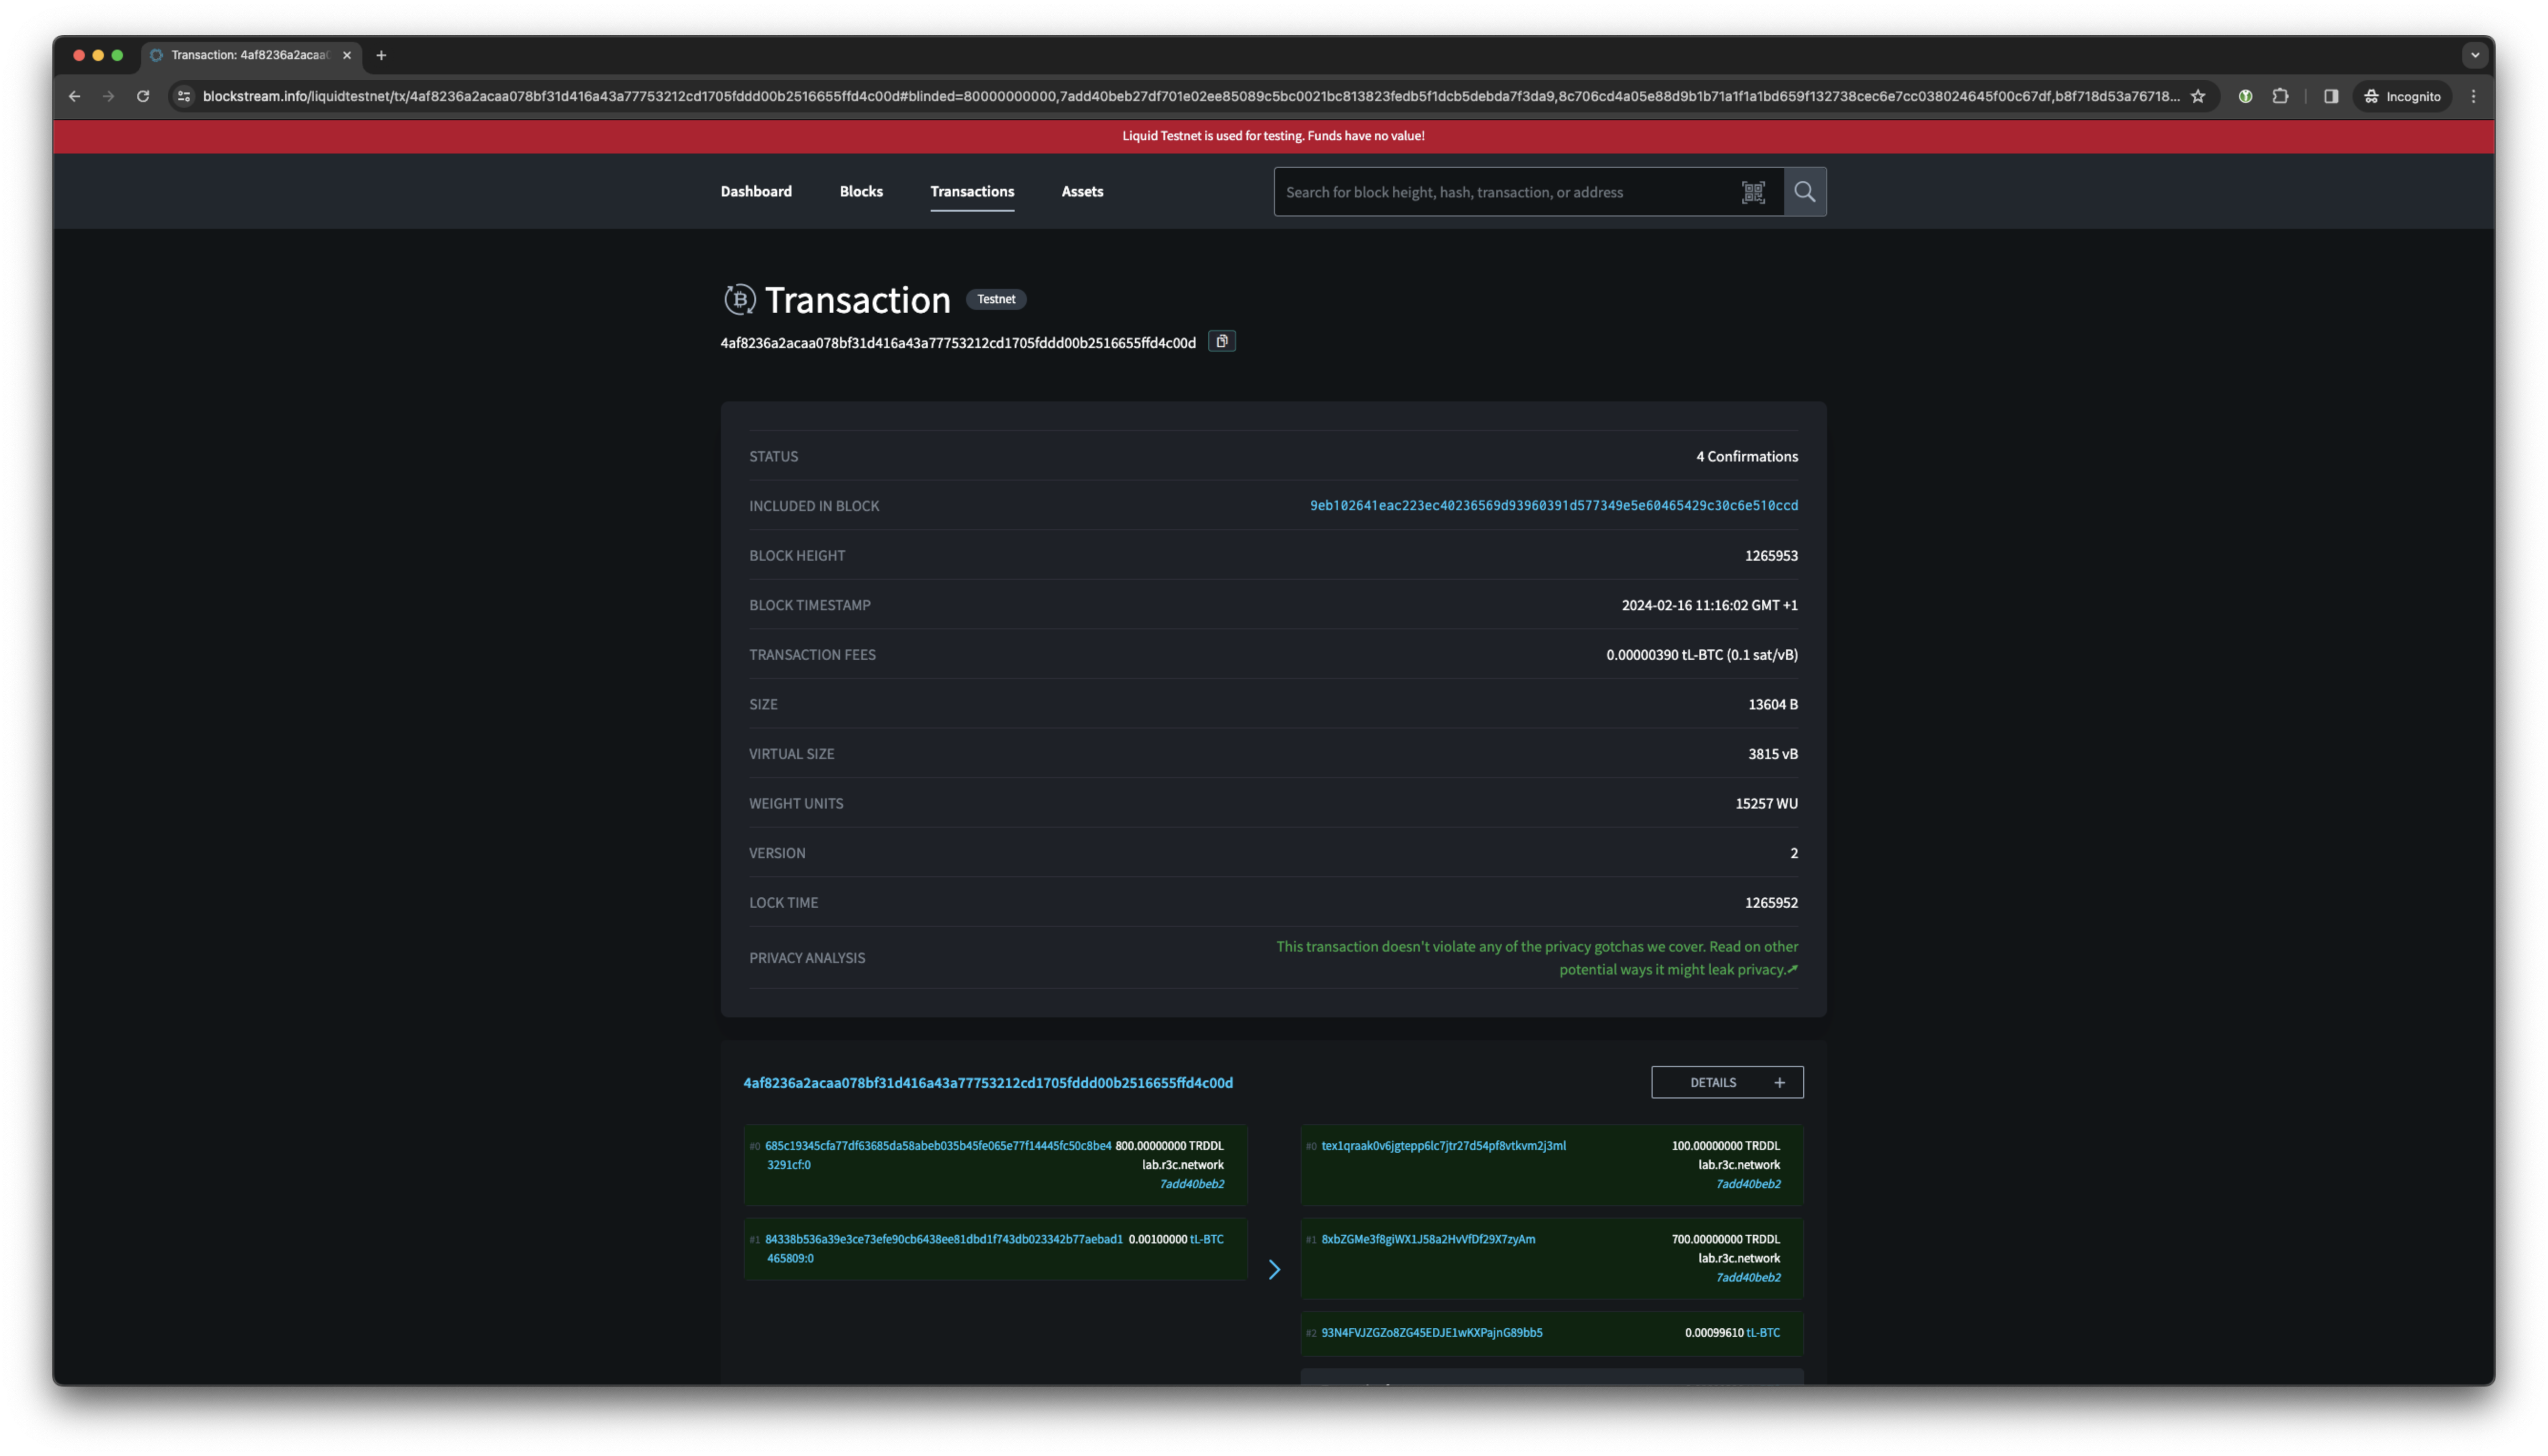 Transaction: 4af8236a2acaa
blockstream.info/liquidtestnet/tx/4af8236a2acaa078bf31d416a43a77753212cd1705fddd00b2516655ffd4c00d#blinded=80000000000,7add40beb27df701e02ee85089c5bc0021bc813823fedb5f1dcb5debda7f3da9,8c706cd4a05e88d9b1b71a1f1a1bd659f132738cec6e7cc038024645f00c67df,b8f718d53a76718...
Incognito
Liquid Testnet is used for testing. Funds have no value!
Dashboard Blocks Transactions Assets
Search for block height, hash, transaction, or address
Transaction Testnet
4af8236a2acaa078bf31d416a43a77753212cd1705fddd00b2516655ffd4c00d
STATUS 4 Confirmations
INCLUDED IN BLOCK 9eb102641eac223ec40236569d93960391d577349e5e60465429c30c6e510ccd
BLOCK HEIGHT 1265953
BLOCK TIMESTAMP 2024-02-16 11:16:02 GMT +1
TRANSACTION FEES 0.00000390 tL-BTC (0.1 sat/vB)
SIZE 13604 B
VIRTUAL SIZE 3815 vB
WEIGHT UNITS 15257 WU
VERSION 2
LOCK TIME 1265952
PRIVACY ANALYSIS This transaction doesn't violate any of the privacy gotchas we cover. Read on other
potential ways it might leak privacy.
4af8236a2acaa078bf31d416a43a77753212cd1705fddd00b2516655ffd4c00d
DETAILS +
#0 685c19345cfa77df63685da58abeb035b45fe065e77f14445fc50c8be4 800.00000000 TRDDL
3291cf:0 lab.r3c.network
7add40beb2
#1 84338b536a39e3ce73efe90cb6438ee81dbd1f743db023342b77aebad1 0.00100000 tL-BTC
465809:0
#0 tex1qraak0v6jgtepp6lc7jtr27d54pf8vtkvm2j3ml 100.00000000 TRDDL
lab.r3c.network
7add40beb2
#1 8xbZGMe3f8giWX1J58a2HvVfDf29X7zyAm 700.00000000 TRDDL
lab.r3c.network
7add40beb2
#2 93N4FVJZGZo8ZG45EDJE1wKXPajnG89bb5 0.00099610 tL-BTC